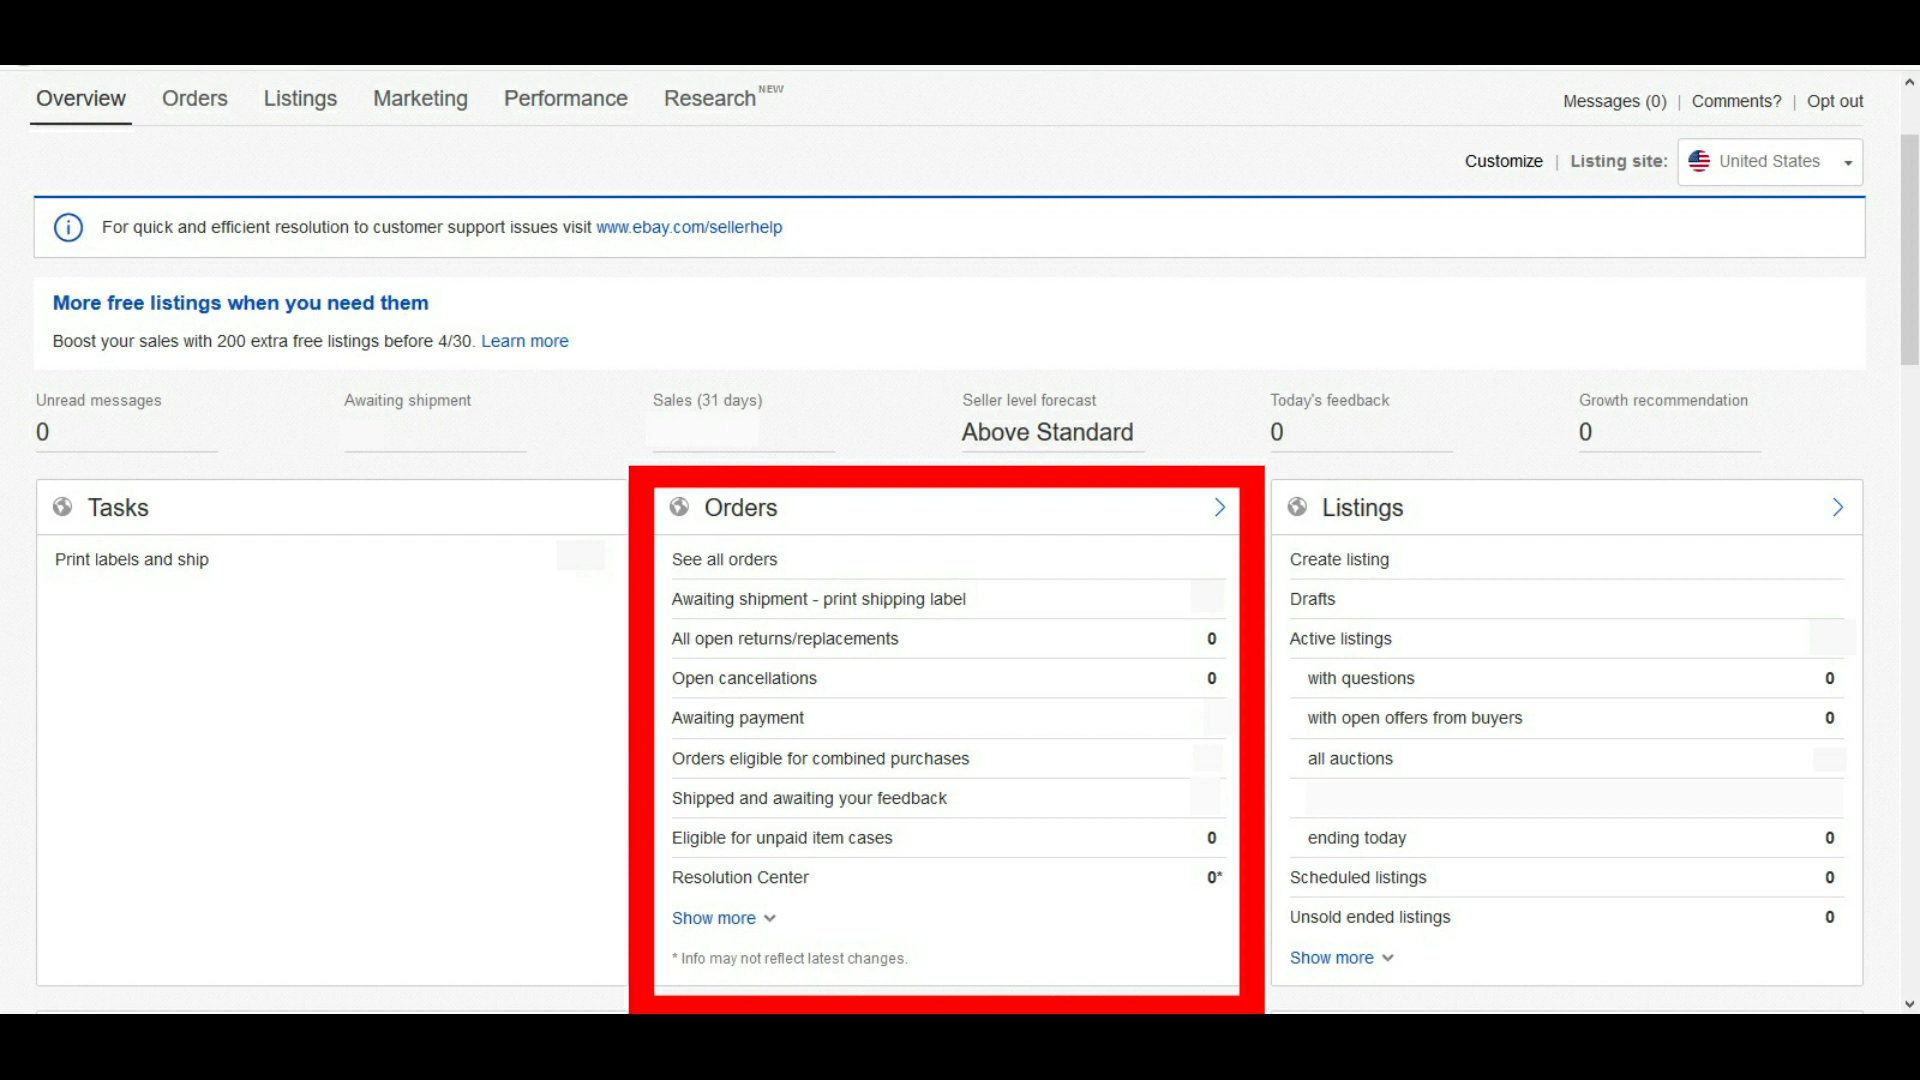 Overview Orders Listings Marketing Performance Research NEW
Messages (0) | Comments? | Opt out
Customize | Listing site: United States
For quick and efficient resolution to customer support issues visit www.ebay.com/sellerhelp
More free listings when you need them
Boost your sales with 200 extra free listings before 4/30. Learn more
Unread messages
0
Awaiting shipment
Sales (31 days)
Seller level forecast
Above Standard
Today's feedback
0
Growth recommendation
0
Tasks
Print labels and ship
Orders
See all orders
Awaiting shipment - print shipping label
All open returns/replacements 0
Open cancellations 0
Awaiting payment
Orders eligible for combined purchases
Shipped and awaiting your feedback
Eligible for unpaid item cases 0
Resolution Center 0*
Show more
* Info may not reflect latest changes.
Listings
Create listing
Drafts
Active listings
with questions 0
with open offers from buyers 0
all auctions
ending today 0
Scheduled listings 0
Unsold ended listings 0
Show more